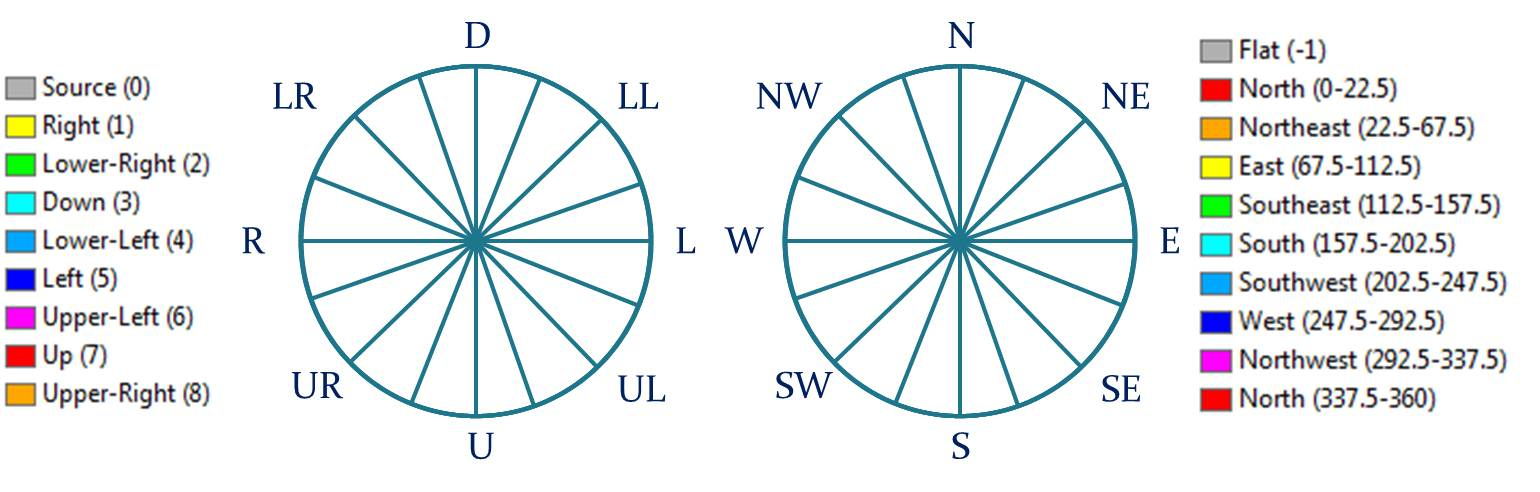 Source (0)
Right (1)
Lower-Right (2)
Down (3)
Lower-Left (4)
Left (5)
Upper-Left (6)
Up (7)
Upper-Right (8)
D
LR
LL
R
L
UR
UL
U
N
NW
NE
W
E
SW
SE
S
Flat (-1)
North (0-22.5)
Northeast (22.5-67.5)
East (67.5-112.5)
Southeast (112.5-157.5)
South (157.5-202.5)
Southwest (202.5-247.5)
West (247.5-292.5)
Northwest (292.5-337.5)
North (337.5-360)